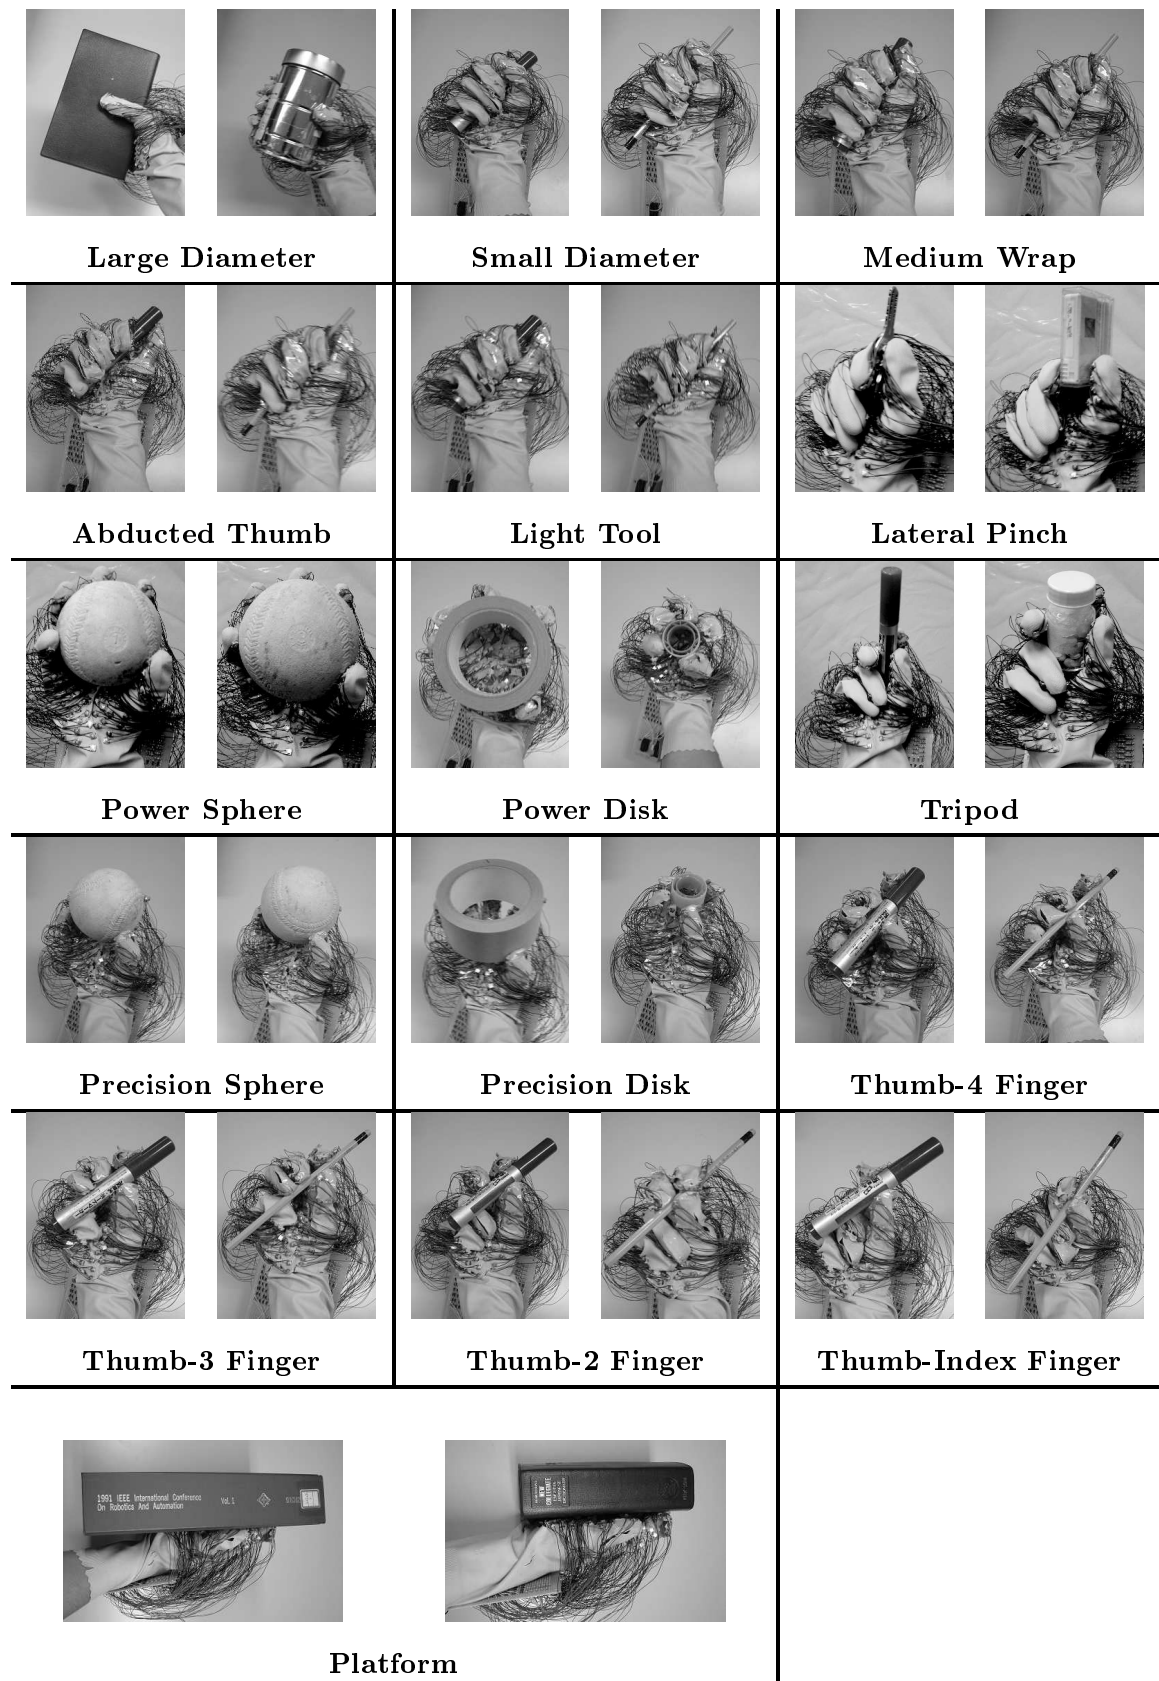 Large Diameter
Small Diameter
Medium Wrap
Abducted Thumb
Light Tool
Lateral Pinch
Power Sphere
Power Disk
Tripod
Precision Sphere
Precision Disk
Thumb-4 Finger
Thumb-3 Finger
Thumb-2 Finger
Thumb-Index Finger
1991 IEEE International Conference
On Robotics And Automation
Vol. 1
NEW
COLLEGIATE
Platform